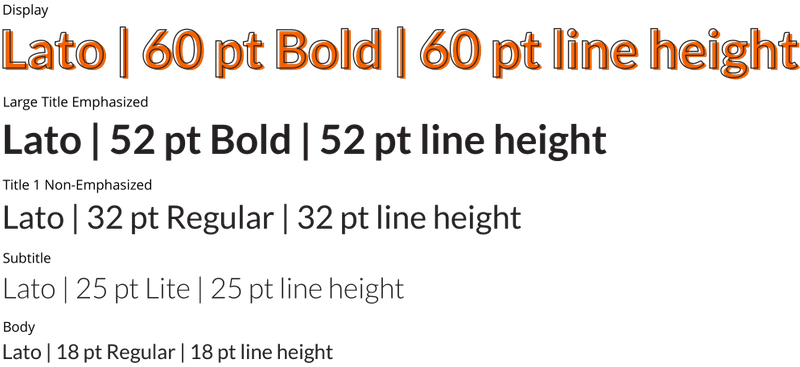 Display
Lato | 60 pt Bold | 60 pt line height
Large Title Emphasized
Lato | 52 pt Bold | 52 pt line height
Title 1 Non-Emphasized
Lato | 32 pt Regular | 32 pt line height
Subtitle
Lato | 25 pt Lite | 25 pt line height
Body
Lato | 18 pt Regular | 18 pt line height